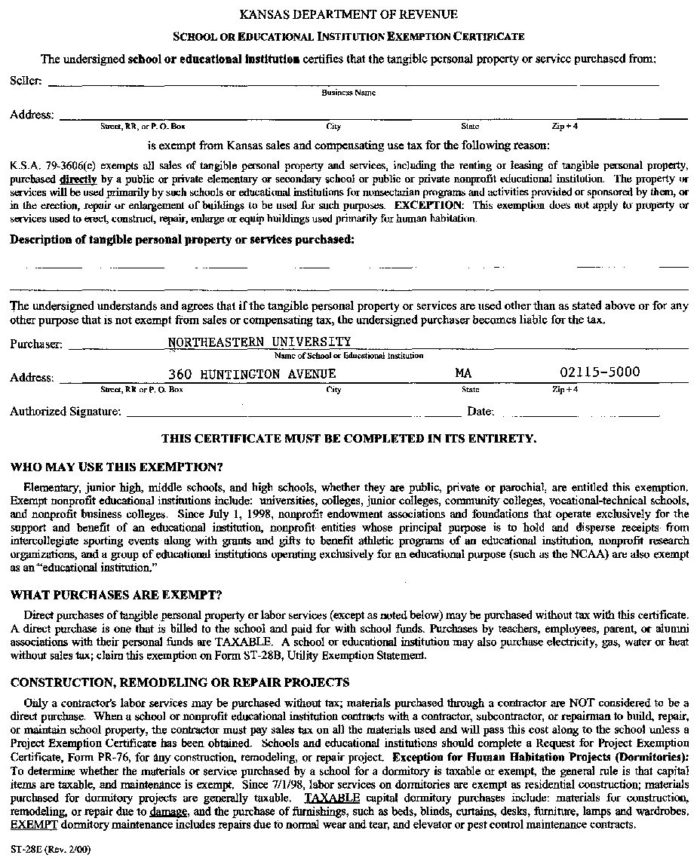 KANSAS DEPARTMENT OF REVENUE
SCHOOL OR EDUCATIONAL INSTITUTION EXEMPTION CERTIFICATE
The undersigned school or educational institution certifies that the tangible personal property or service purchased from:
Seller:
Business Name
Address:
Street, RR, or P. O. Box City State Zip + 4
is exempt from Kansas sales and compensating use tax for the following reason:
K.S.A. 79-3606(c) exempts all sales of tangible personal property and services, including the renting or leasing of tangible personal property,
purchased directly by a public or private elementary or secondary school or public or private nonprofit educational institution. The property or
services will be used primarily by such schools or educational institutions for nonsectarian programs and activities provided or sponsored by them, or
in the erection, repair or enlargement of buildings to be used for such purposes. EXCEPTION: This exemption does not apply to property or
services used to erect, construct, repair, enlarge or equip buildings used primarily for human habitation.
Description of tangible personal property or services purchased:
The undersigned understands and agrees that if the tangible personal property or services are used other than as stated above or for any
other purpose that is not exempt from sales or compensating tax, the undersigned purchaser becomes liable for the tax.
Purchaser: NORTHEASTERN UNIVERSITY
Name of School or Educational Institution
Address: 360 HUNTINGTON AVENUE MA 02115-5000
Street, RR or P. O. Box City State Zip + 4
Authorized Signature: Date:
THIS CERTIFICATE MUST BE COMPLETED IN ITS ENTIRETY.
WHO MAY USE THIS EXEMPTION?
Elementary, junior high, middle schools, and high schools, whether they are public, private or parochial, are entitled this exemption.
Exempt nonprofit educational institutions include: universities, colleges, junior colleges, community colleges, vocational-technical schools,
and nonprofit business colleges. Since July 1, 1998, nonprofit endowment associations and foundations that operate exclusively for the
support and benefit of an educational institution, nonprofit entities whose principal purpose is to hold and disperse receipts from
intercollegiate sporting events along with grants and gifts to benefit athletic programs of an educational institution, nonprofit research
organizations, and a group of educational institutions operating exclusively for an educational purpose (such as the NCAA) are also exempt
as an "educational institution."
WHAT PURCHASES ARE EXEMPT?
Direct purchases of tangible personal property or labor services (except as noted below) may be purchased without tax with this certificate.
A direct purchase is one that is billed to the school and paid for with school funds. Purchases by teachers, employees, parent, or alumni
associations with their personal funds are TAXABLE. A school or educational institution may also purchase electricity, gas, water or heat
without sales tax; claim this exemption on Form ST-28B, Utility Exemption Statement.
CONSTRUCTION, REMODELING OR REPAIR PROJECTS
Only a contractor's labor services may be purchased without tax; materials purchased through a contractor are NOT considered to be a
direct purchase. When a school or nonprofit educational institution contracts with a contractor, subcontractor, or repairman to build, repair,
or maintain school property, the contractor must pay sales tax on all the materials used and will pass this cost along to the school unless a
Project Exemption Certificate has been obtained. Schools and educational institutions should complete a Request for Project Exemption
Certificate, Form PR-76, for any construction, remodeling, or repair project. Exception for Human Habitation Projects (Dormitories):
To determine whether the materials or service purchased by a school for a dormitory is taxable or exempt, the general rule is that capital
items are taxable, and maintenance is exempt. Since 7/1/98, labor services on dormitories are exempt as residential construction; materials
purchased for dormitory projects are generally taxable. TAXABLE capital dormitory purchases include: materials for construction,
remodeling, or repair due to damage, and the purchase of furnishings, such as beds, blinds, curtains, desks, furniture, lamps and wardrobes.
EXEMPT dormitory maintenance includes repairs due to normal wear and tear, and elevator or pest control maintenance contracts.
ST-28E (Rev. 2/00)